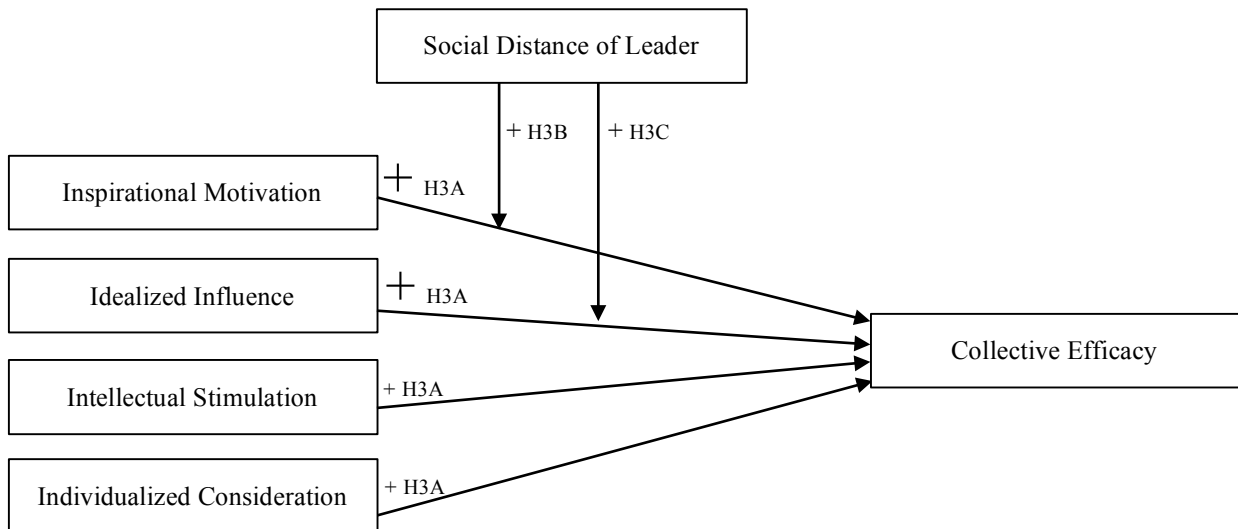 Social Distance of Leader
+ H3B
+ H3C
Inspirational Motivation
+ H3A
Idealized Influence
+ H3A
Collective Efficacy
Intellectual Stimulation
+ H3A
Individualized Consideration
+ H3A